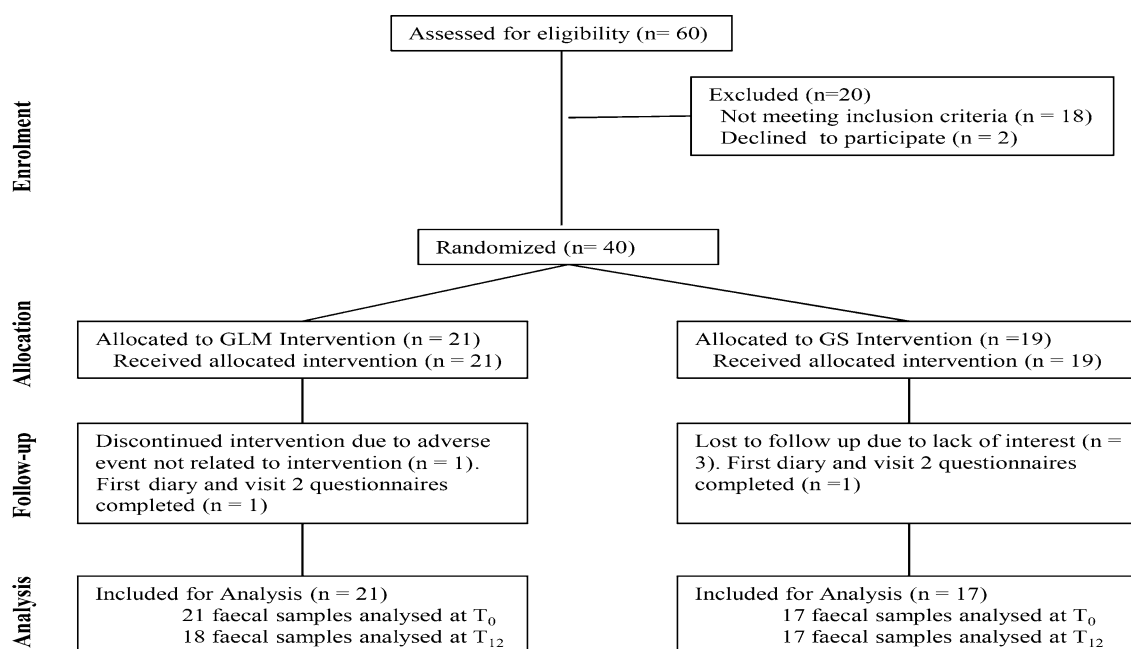 Assessed for eligibility (n= 60)
Enrolment
Excluded (n=20)
Not meeting inclusion criteria (n = 18)
Declined to participate (n = 2)
Randomized (n= 40)
Allocation
Allocated to GLM Intervention (n = 21)
Received allocated intervention (n = 21)
Allocated to GS Intervention (n =19)
Received allocated intervention (n = 19)
Follow-up
Discontinued intervention due to adverse
event not related to intervention (n = 1).
First diary and visit 2 questionnaires
completed (n = 1)
Lost to follow up due to lack of interest (n =
3). First diary and visit 2 questionnaires
completed (n =1)
Analysis
Included for Analysis (n = 21)
21 faecal samples analysed at T0
18 faecal samples analysed at T12
Included for Analysis (n = 17)
17 faecal samples analysed at T0
17 faecal samples analysed at T12